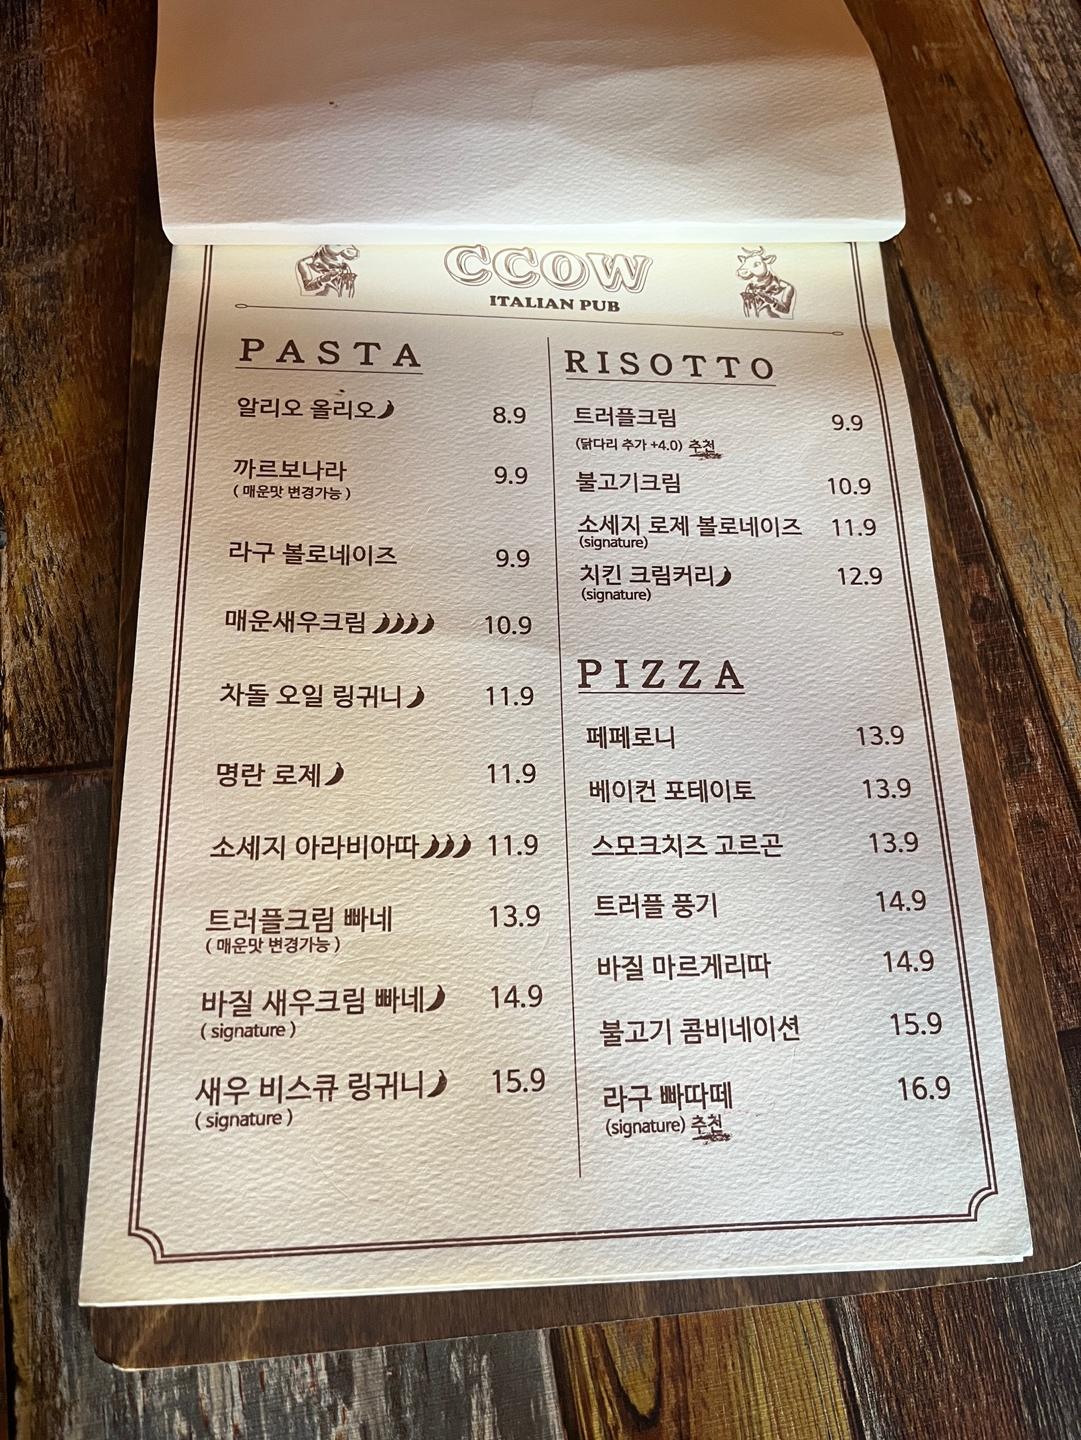 CCOW
ITALIAN PUB
PASTA
알리오 올리오 8.9
까르보나라 9.9
( 매운맛 변경가능 )
라구 볼로네이즈 9.9
매운새우크림 10.9
차돌 오일 링귀니 11.9
명란 로제 11.9
소세지 아라비아따 11.9
트러플크림 빠네 13.9
( 매운맛 변경가능 )
바질 새우크림 빠네 14.9
( signature )
새우 비스큐 링귀니 15.9
( signature )
RISOTTO
트러플크림 9.9
(닭다리 추가 +4.0) 추천
불고기크림 10.9
소세지 로제 볼로네이즈 11.9
(signature)
치킨 크림커리 12.9
(signature)
PIZZA
페페로니 13.9
베이컨 포테이토 13.9
스모크치즈 고르곤 13.9
트러플 풍기 14.9
바질 마르게리따 14.9
불고기 콤비네이션 15.9
라구 빠따떼 16.9
(signature) 추천